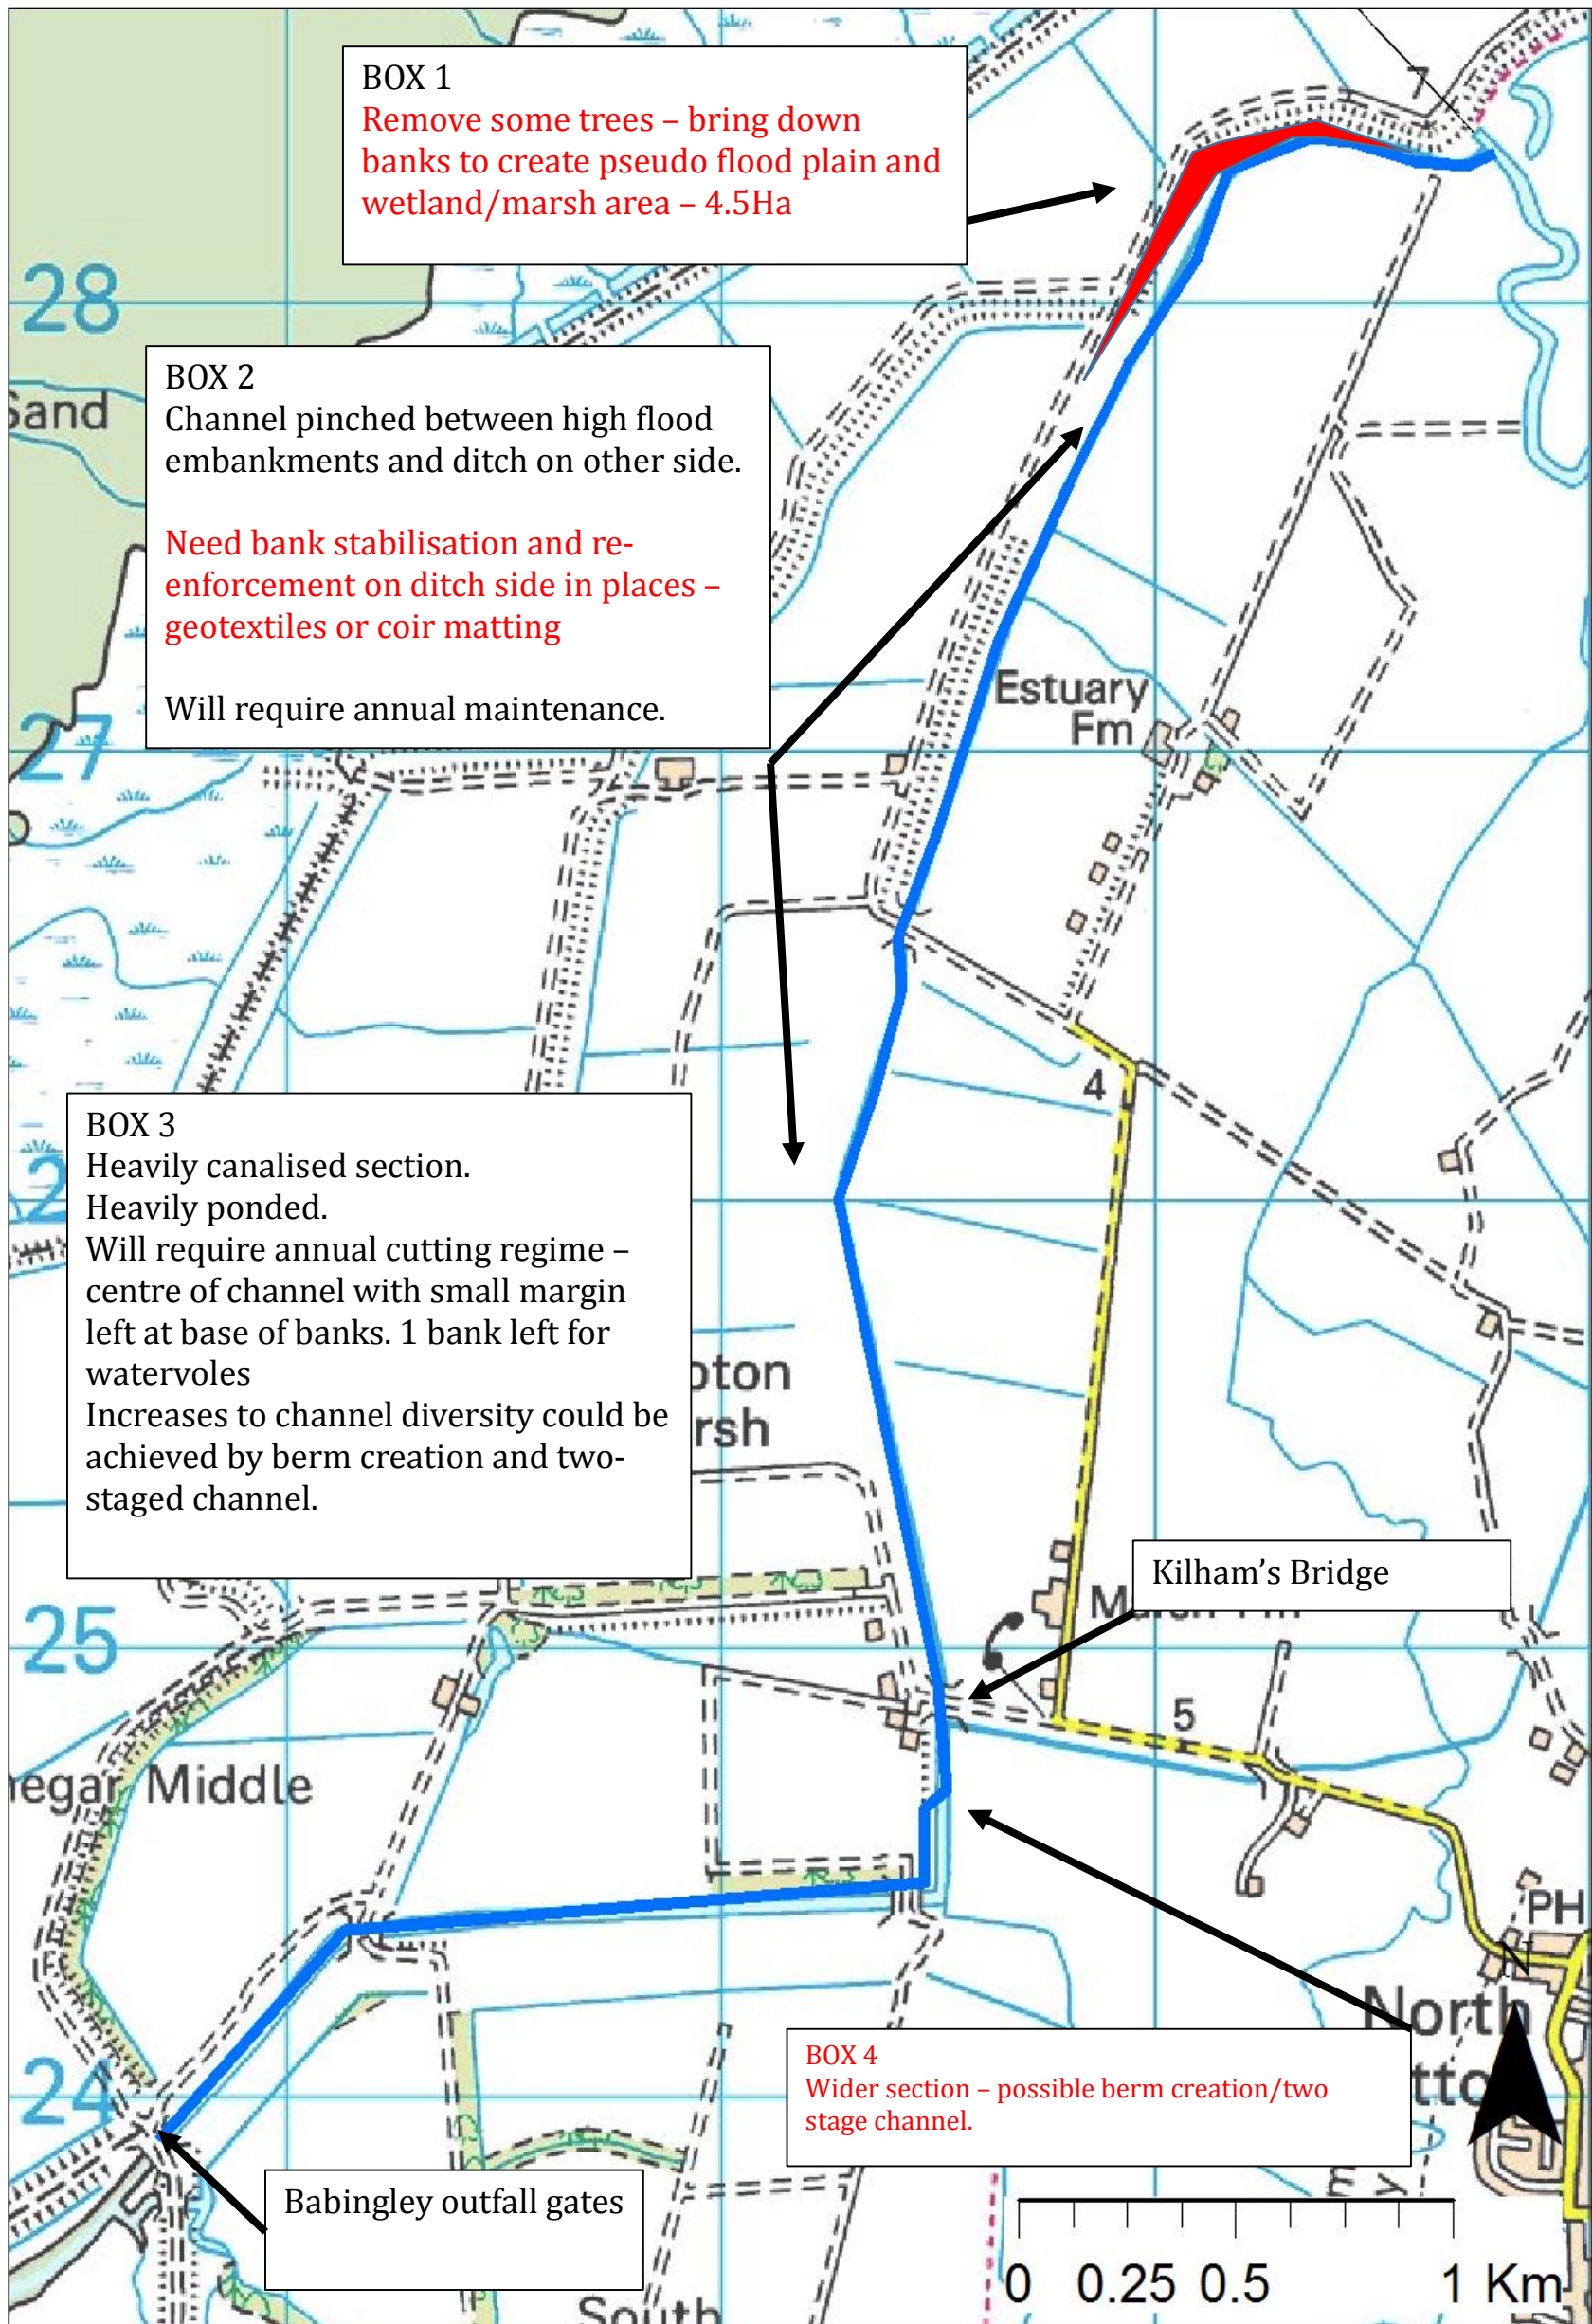 BOX 1
Remove some trees – bring down
banks to create pseudo flood plain and
wetland/marsh area – 4.5Ha
7
28
BOX 2
Channel pinched between high flood
embankments and ditch on other side.
Need bank stabilisation and re-
enforcement on ditch side in places –
geotextiles or coir matting
Will require annual maintenance.
Sand
Estuary
Fm
27
4
BOX 3
Heavily canalised section.
Heavily ponded.
Will require annual cutting regime –
centre of channel with small margin
left at base of banks. 1 bank left for
watervoles
Increases to channel diversity could be
achieved by berm creation and two-
staged channel.
2
pton
rsh
Kilham's Bridge
25
5
egar Middle
PH
N
North
tto
24
BOX 4
Wider section – possible berm creation/two
stage channel.
Babingley outfall gates
South
0 0.25 0.5 1 Km